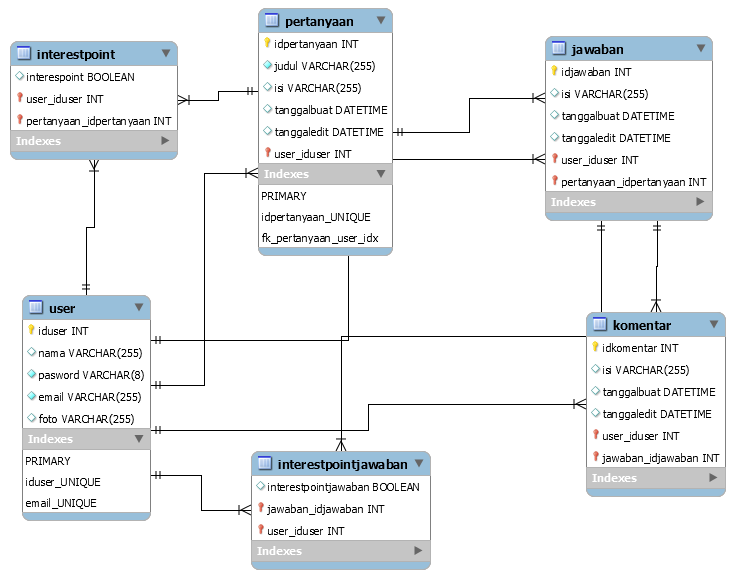 interestpoint
interespoint BOOLEAN
user_iduser INT
pertanyaan_idpertanyaan INT
Indexes
pertanyaan
idpertanyaan INT
judul VARCHAR(255)
isi VARCHAR(255)
tanggalbuat DATETIME
tanggaledit DATETIME
user_iduser INT
Indexes
PRIMARY
idpertanyaan_UNIQUE
fk_pertanyaan_user_idx
jawaban
idjawaban INT
isi VARCHAR(255)
tanggalbuat DATETIME
tanggaledit DATETIME
user_iduser INT
pertanyaan_idpertanyaan INT
Indexes
user
iduser INT
nama VARCHAR(255)
pasword VARCHAR(8)
email VARCHAR(255)
foto VARCHAR(255)
Indexes
PRIMARY
iduser_UNIQUE
email_UNIQUE
interestpointjawaban
interestpointjawaban BOOLEAN
jawaban_idjawaban INT
user_iduser INT
Indexes
komentar
idkomentar INT
isi VARCHAR(255)
tanggalbuat DATETIME
tanggaledit DATETIME
user_iduser INT
jawaban_idjawaban INT
Indexes